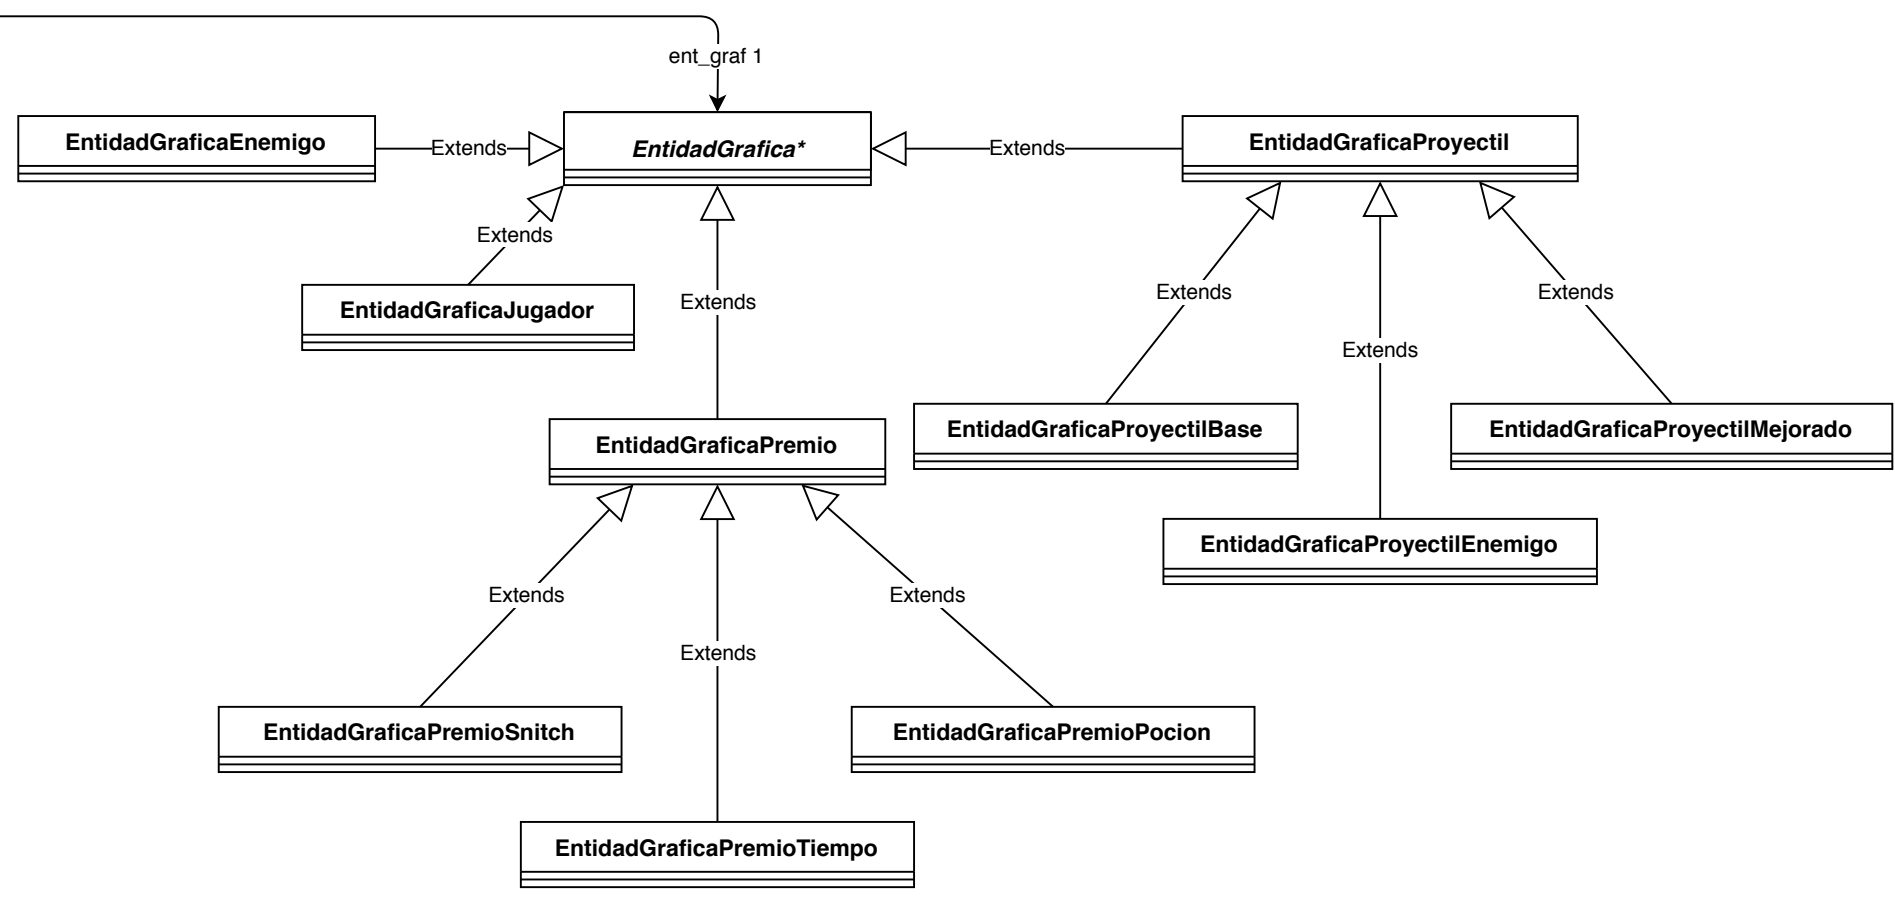 ent_graf 1
EntidadGraficaEnemigo
Extends
EntidadGrafica*
Extends
EntidadGraficaProyectil
Extends
EntidadGraficaJugador
Extends
Extends
Extends
Extends
EntidadGraficaPremio
EntidadGraficaProyectilBase
EntidadGraficaProyectilMejorado
EntidadGraficaProyectilEnemigo
Extends
Extends
Extends
EntidadGraficaPremioSnitch
EntidadGraficaPremioPocion
EntidadGraficaPremioTiempo